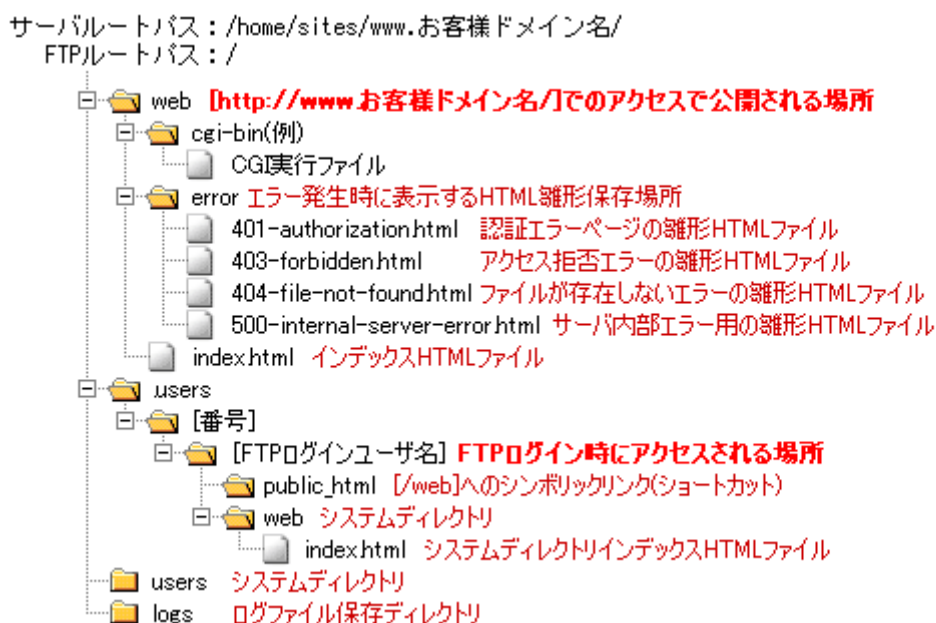 サーバルートパス：/home/sites/www.お客様ドメイン名/
FTPルートパス：/
web [http://www.お客様ドメイン名/]でのアクセスで公開される場所
cgi-bin(例)
CGI実行ファイル
error エラー発生時に表示するHTML雛形保存場所
401-authorization.html 認証エラーページの雛形HTMLファイル
403-forbidden.html アクセス拒否エラーの雛形HTMLファイル
404-file-not-found.html ファイルが存在しないエラーの雛形HTMLファイル
500-internal-server-error.html サーバ内部エラー用の雛形HTMLファイル
index.html インデックスHTMLファイル
.users
[番号]
[FTPログインユーザ名] FTPログイン時にアクセスされる場所
public_html [/web]へのシンボリックリンク(ショートカット)
web システムディレクトリ
index.html システムディレクトリインデックスHTMLファイル
users システムディレクトリ
logs ログファイル保存ディレクトリ